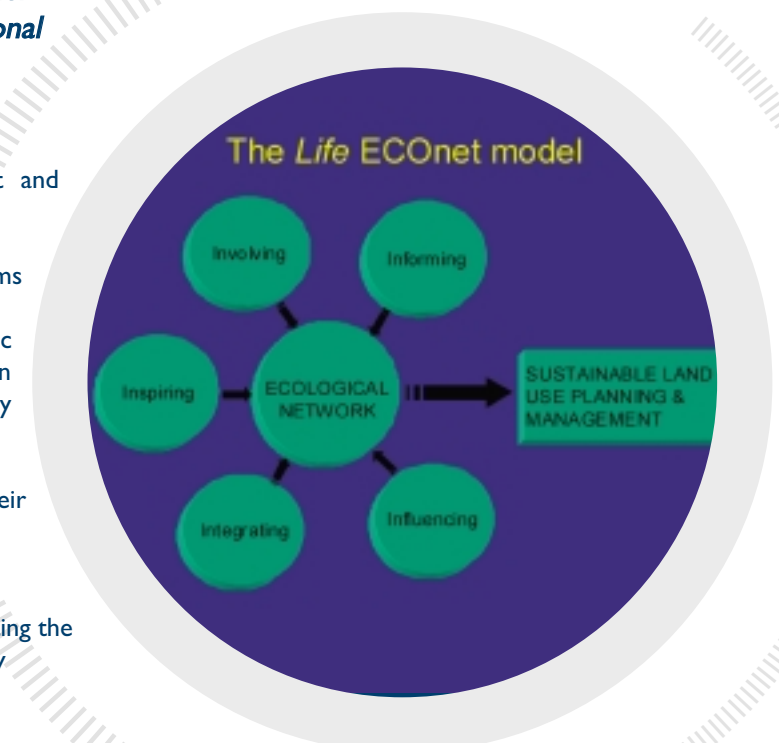 onal
t and
ms
c
n
y
eir
ing the
y
The Life ECOnet model
Involving
Informing
Inspiring
ECOLOGICAL
NETWORK
SUSTAINABLE LAND
USE PLANNING &
MANAGEMENT
Integrating
Influencing